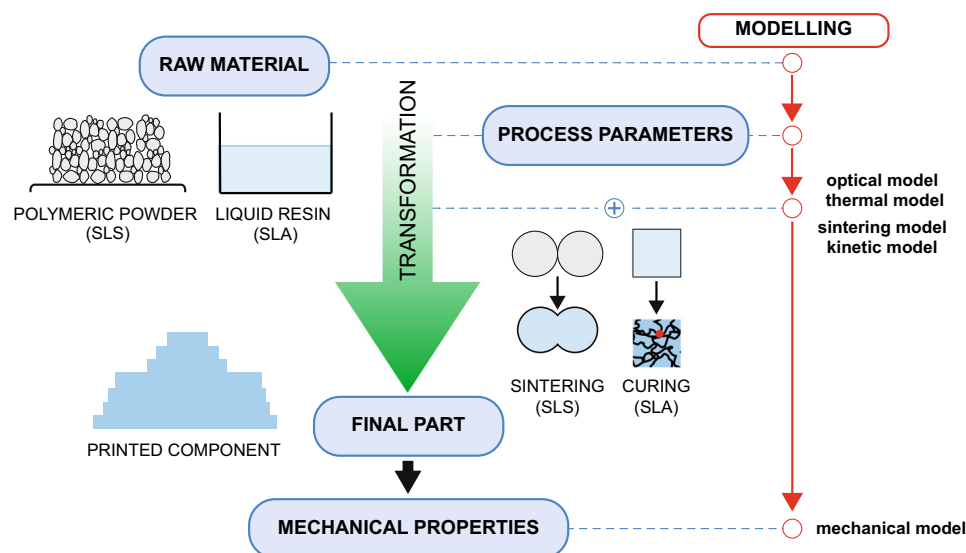 MODELLING
RAW MATERIAL
TRANSFORMATION
PROCESS PARAMETERS
POLYMERIC POWDER
(SLS)
LIQUID RESIN
(SLA)
optical model
thermal model
sintering model
kinetic model
SINTERING
(SLS)
CURING
(SLA)
PRINTED COMPONENT
FINAL PART
MECHANICAL PROPERTIES
mechanical model